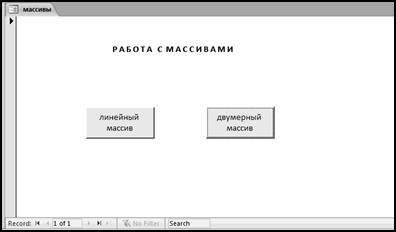 массивы
РАБОТА С МАССИВАМИ
линейный
массив
двумерный
массив
Record: 1 of 1 No Filter Search